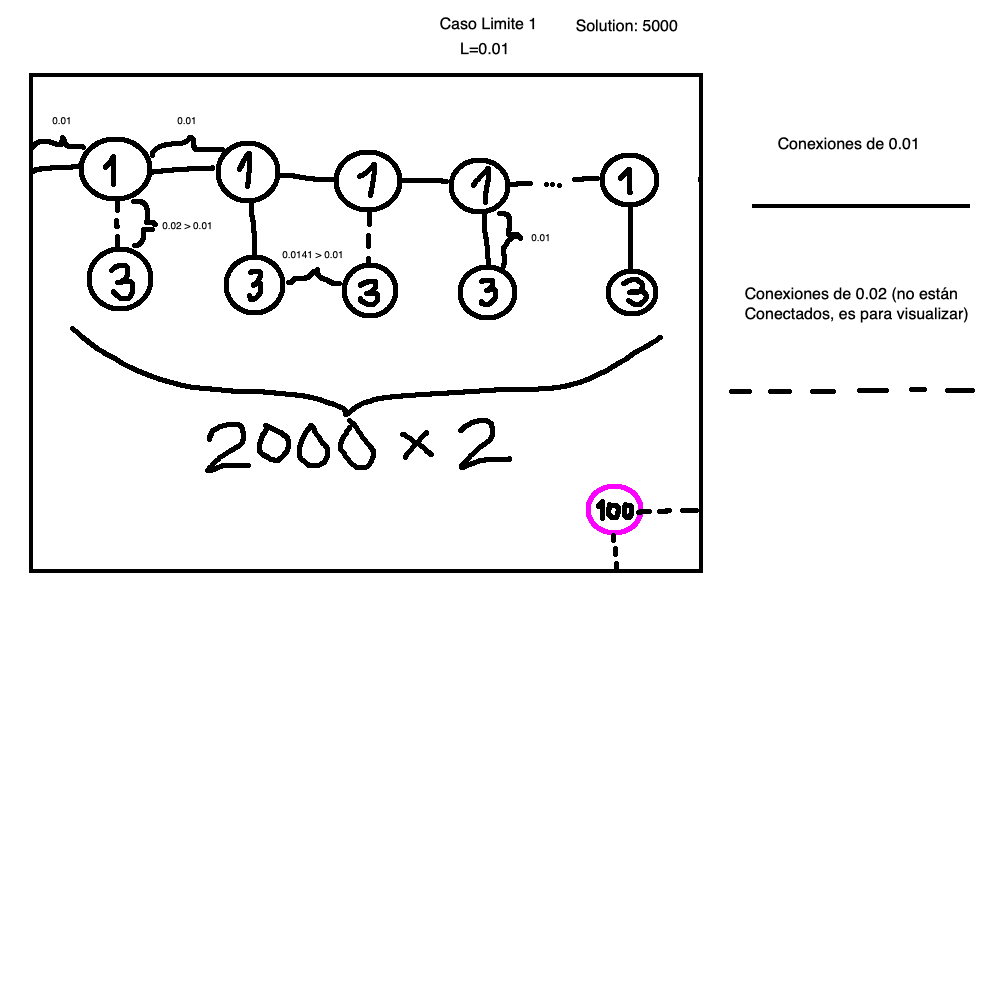 Caso Limite 1
Solution: 5000
L=0.01
0.01
0.01
Conexiones de 0.01
1 1 1 1 ... 1
0.02 > 0.01
0.01
0.0141 > 0.01
3 3 3 3 3
Conexiones de 0.02 (no están
Conectados, es para visualizar)
2000 x 2
100